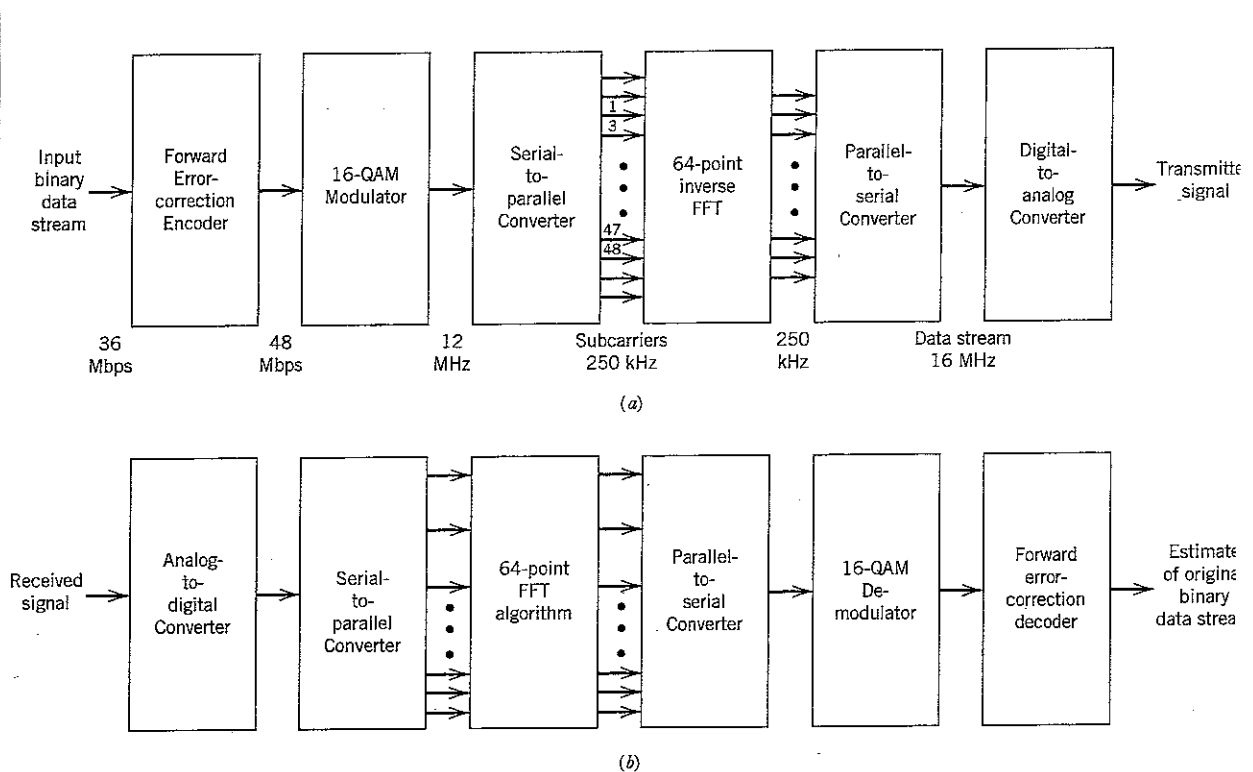 Input
binary
data
stream
Forward
Error-
correction
Encoder
16-QAM
Modulator
Serial-
to-
parallel
Converter
1
3
47
48
64-point
inverse
FFT
Parallel-
to-
serial
Converter
Digital-
to-
analog
Converter
Transmitte
signal
36
Mbps
48
Mbps
12
MHz
Subcarriers
250 kHz
250
kHz
Data stream
16 MHz
(a)
Received
signal
Analog-
to-
digital
Converter
Serial-
to-
parallel
Converter
64-point
FFT
algorithm
Parallel-
to-
serial
Converter
16-QAM
De-
modulator
Forward
error-
correction
decoder
Estimate
of origina
binary
data strea
(b)